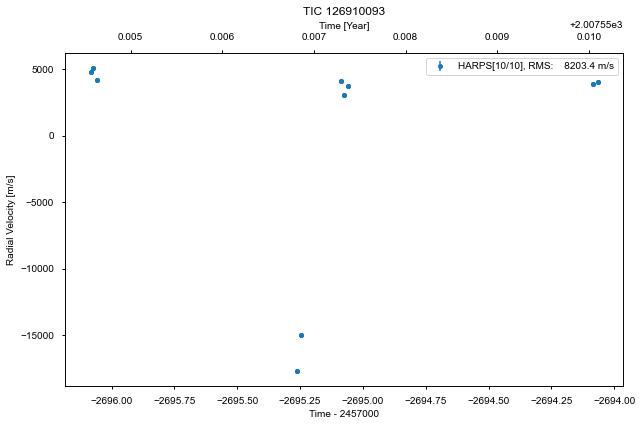 TIC 126910093
Time [Year]
+2.00755e3
0.005 0.006 0.007 0.008 0.009 0.010
HARPS[10/10], RMS: 8203.4 m/s
5000
0
−5000
−10000
−15000
Radial Velocity [m/s]
−2696.00 −2695.75 −2695.50 −2695.25 −2695.00 −2694.75 −2694.50 −2694.25 −2694.00
Time - 2457000